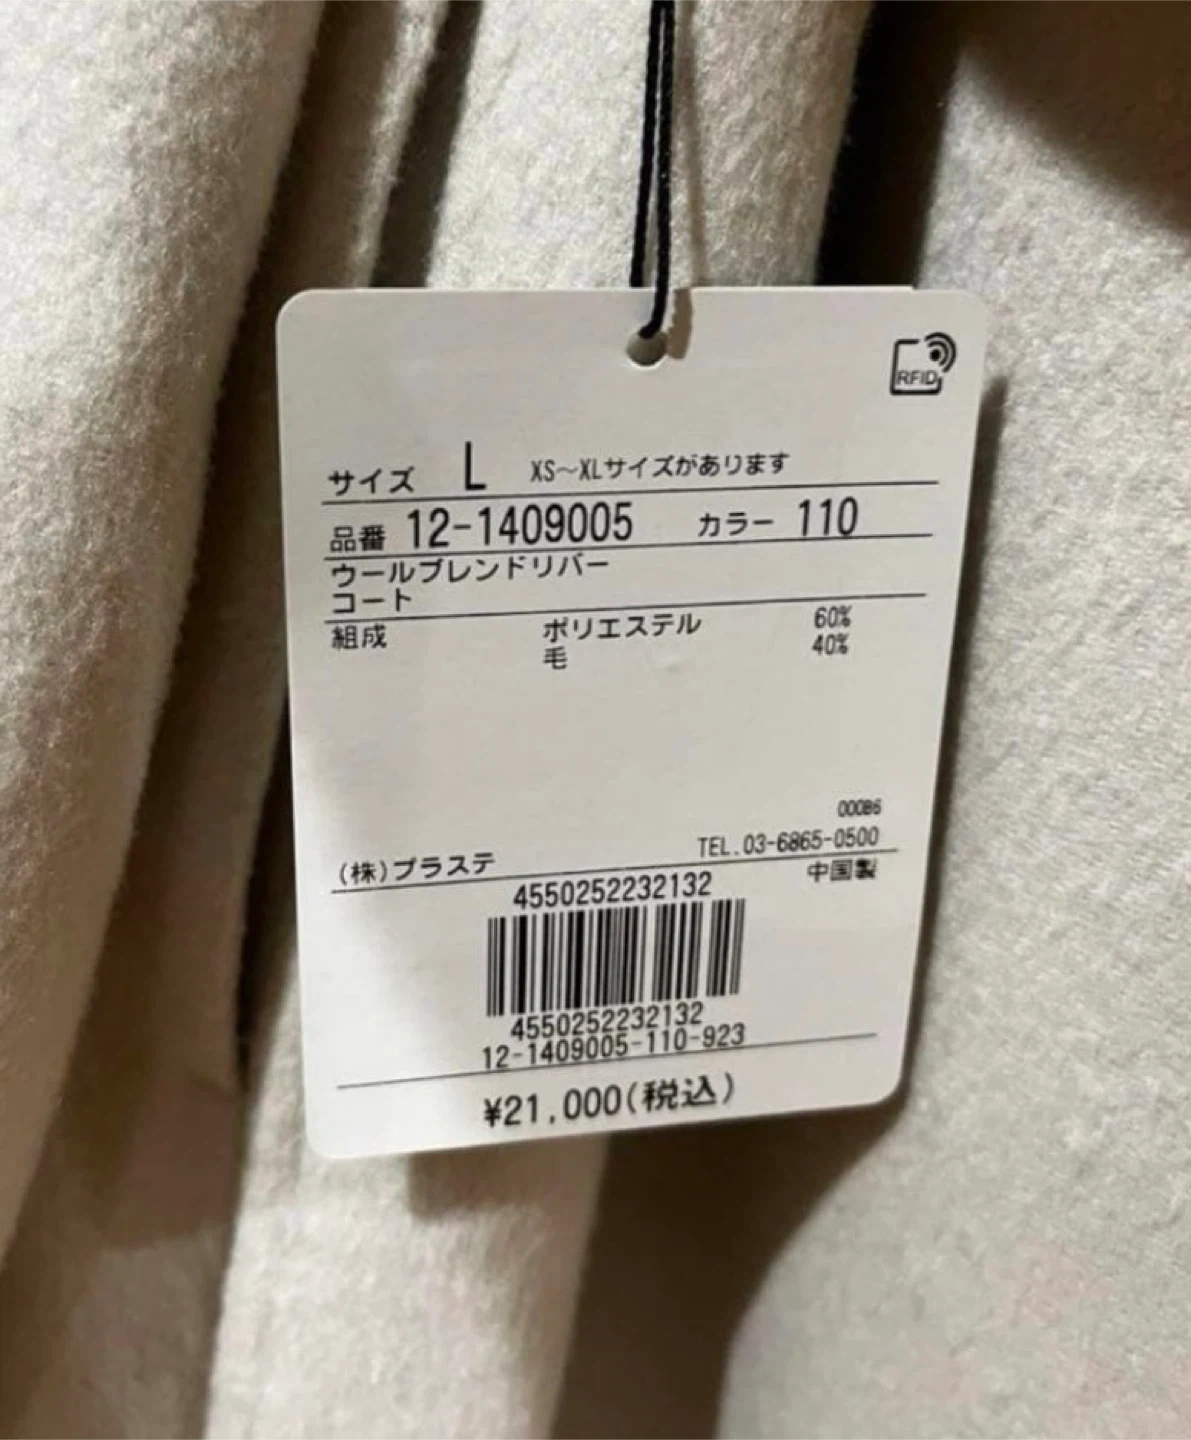 RFID
サイズ L XS～XLサイズがあります
品番 12-1409005 カラー 110
ウールブレンドリバー
コート
組成 ポリエステル 60%
毛 40%
00086
TEL.03-6865-0500
(株)プラステ 中国製
4550252232132
4550252232132
12-1409005-110-923
¥21,000(税込)